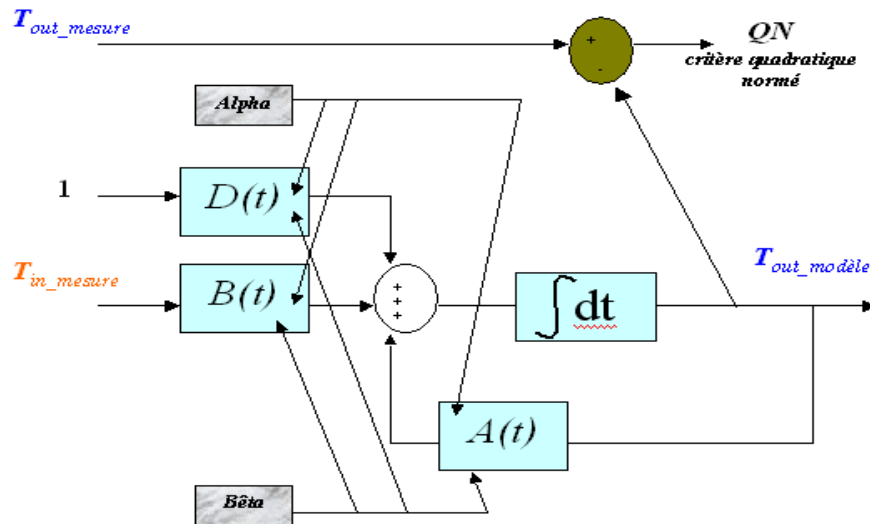 T out_mesure
+
-
QN
critère quadratique
normé
Alpha
1
D(t)
T in_mesure
B(t)
+
+
+
∫dt
T out_modèle
A(t)
Bêta